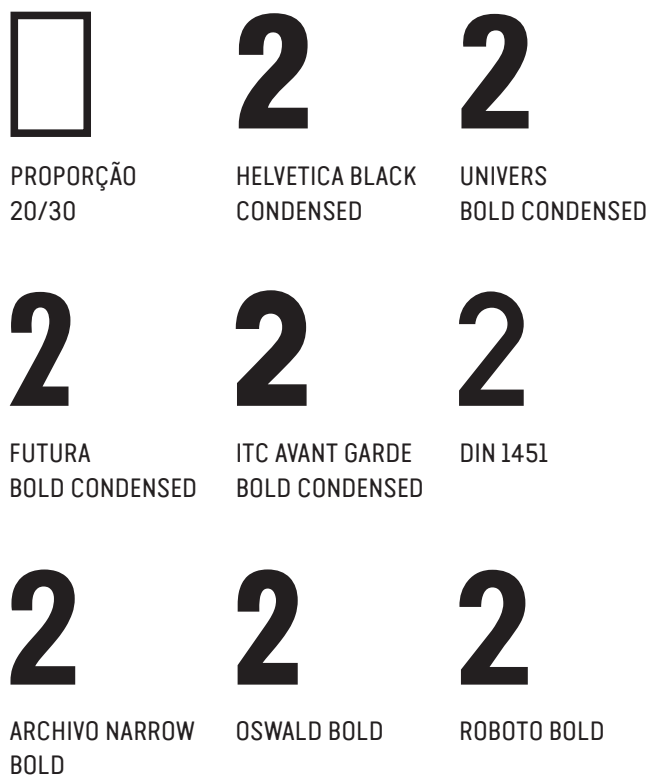 2 2
PROPORÇÃO HELVETICA BLACK UNIVERS
20/30 CONDENSED BOLD CONDENSED
2 2 2
FUTURA ITC AVANT GARDE DIN 1451
BOLD CONDENSED BOLD CONDENSED
2 2 2
ARCHIVO NARROW OSWALD BOLD ROBOTO BOLD
BOLD